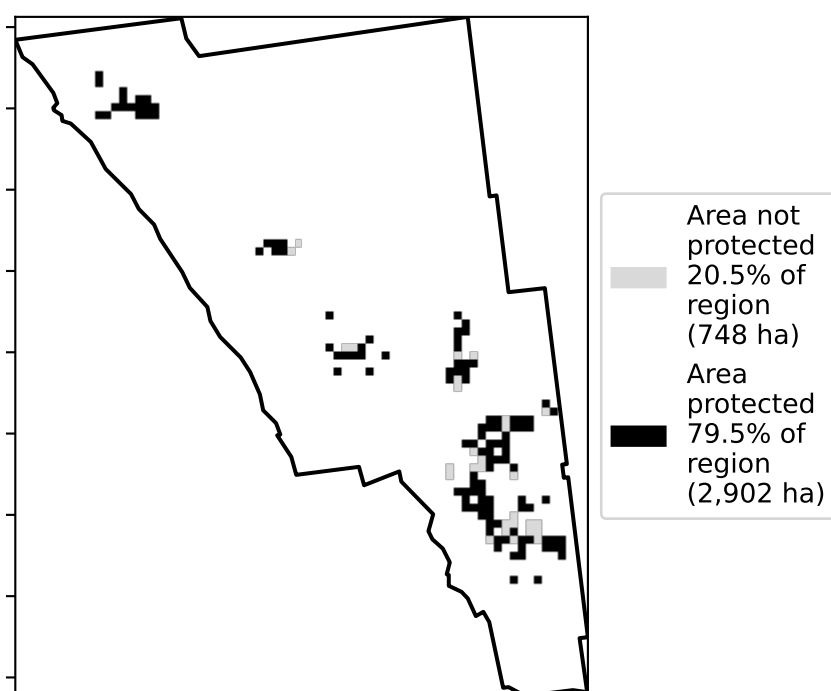 Area not
protected
20.5% of
region
(748 ha)
Area
protected
79.5% of
region
(2,902 ha)